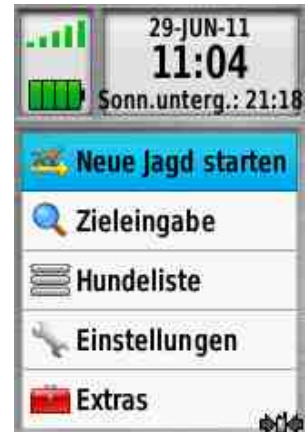 29-JUN-11
11:04
Sonn.unterg.: 21:18
Neue Jagd starten
Zieleingabe
Hundeliste
Einstellungen
Extras